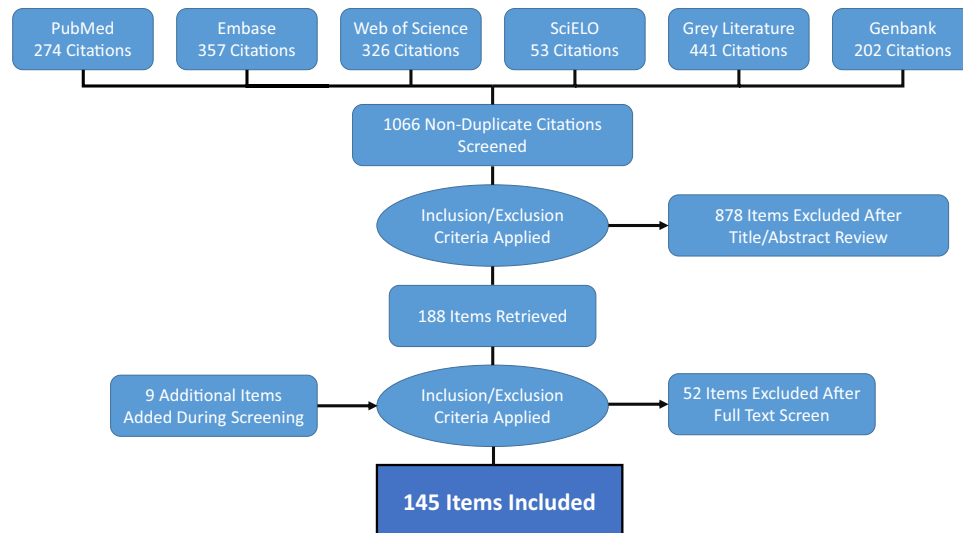 PubMed
274 Citations
Embase
357 Citations
Web of Science
326 Citations
SciELO
53 Citations
Grey Literature
441 Citations
Genbank
202 Citations
1066 Non-Duplicate Citations
Screened
Inclusion/Exclusion
Criteria Applied
878 Items Excluded After
Title/Abstract Review
188 Items Retrieved
9 Additional Items
Added During Screening
Inclusion/Exclusion
Criteria Applied
52 Items Excluded After
Full Text Screen
145 Items Included